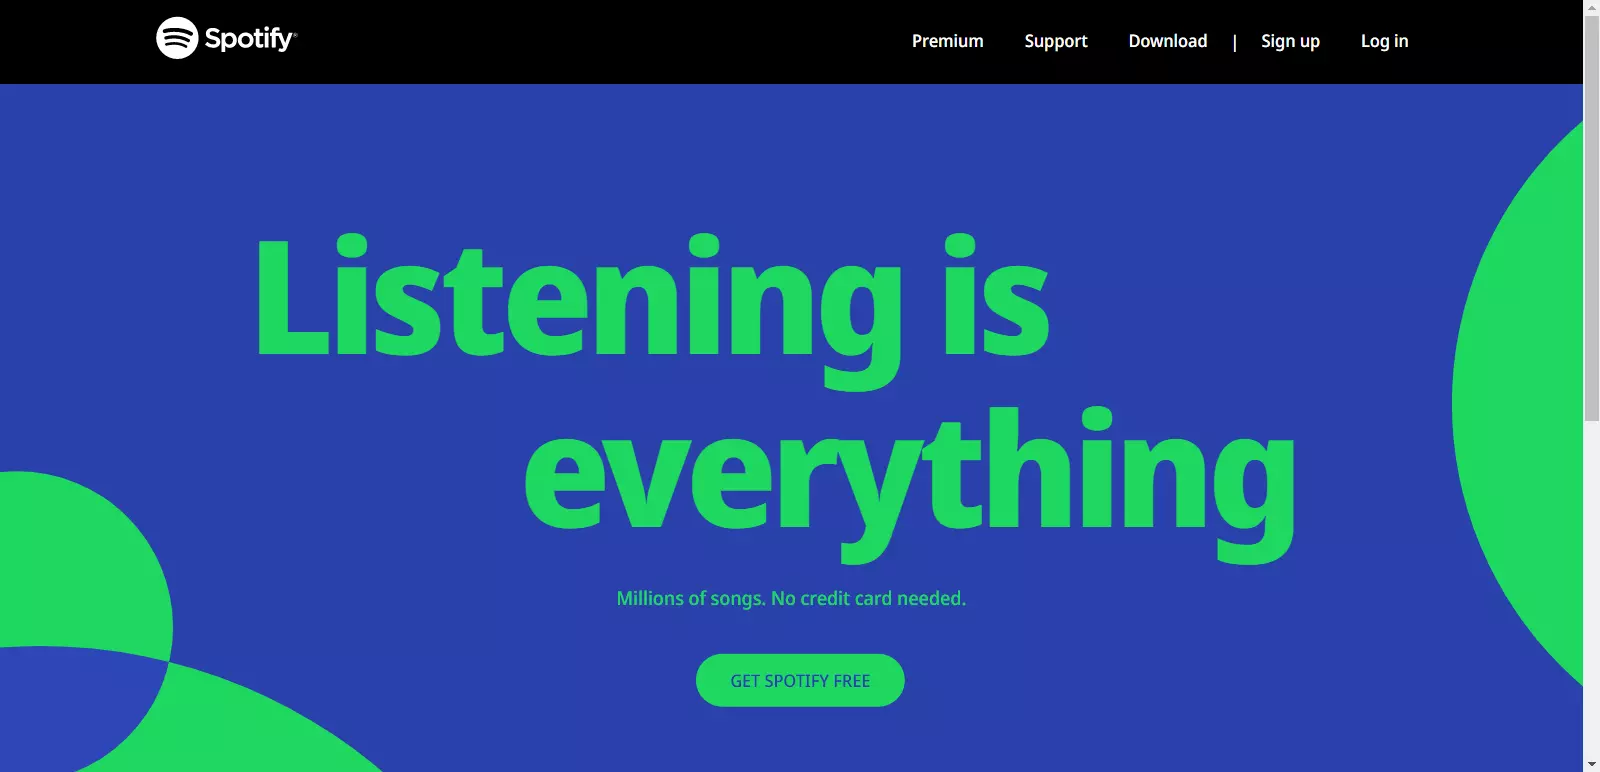 Spotify®
Premium Support Download | Sign up Log in
Listening is
everything
Millions of songs. No credit card needed.
GET SPOTIFY FREE